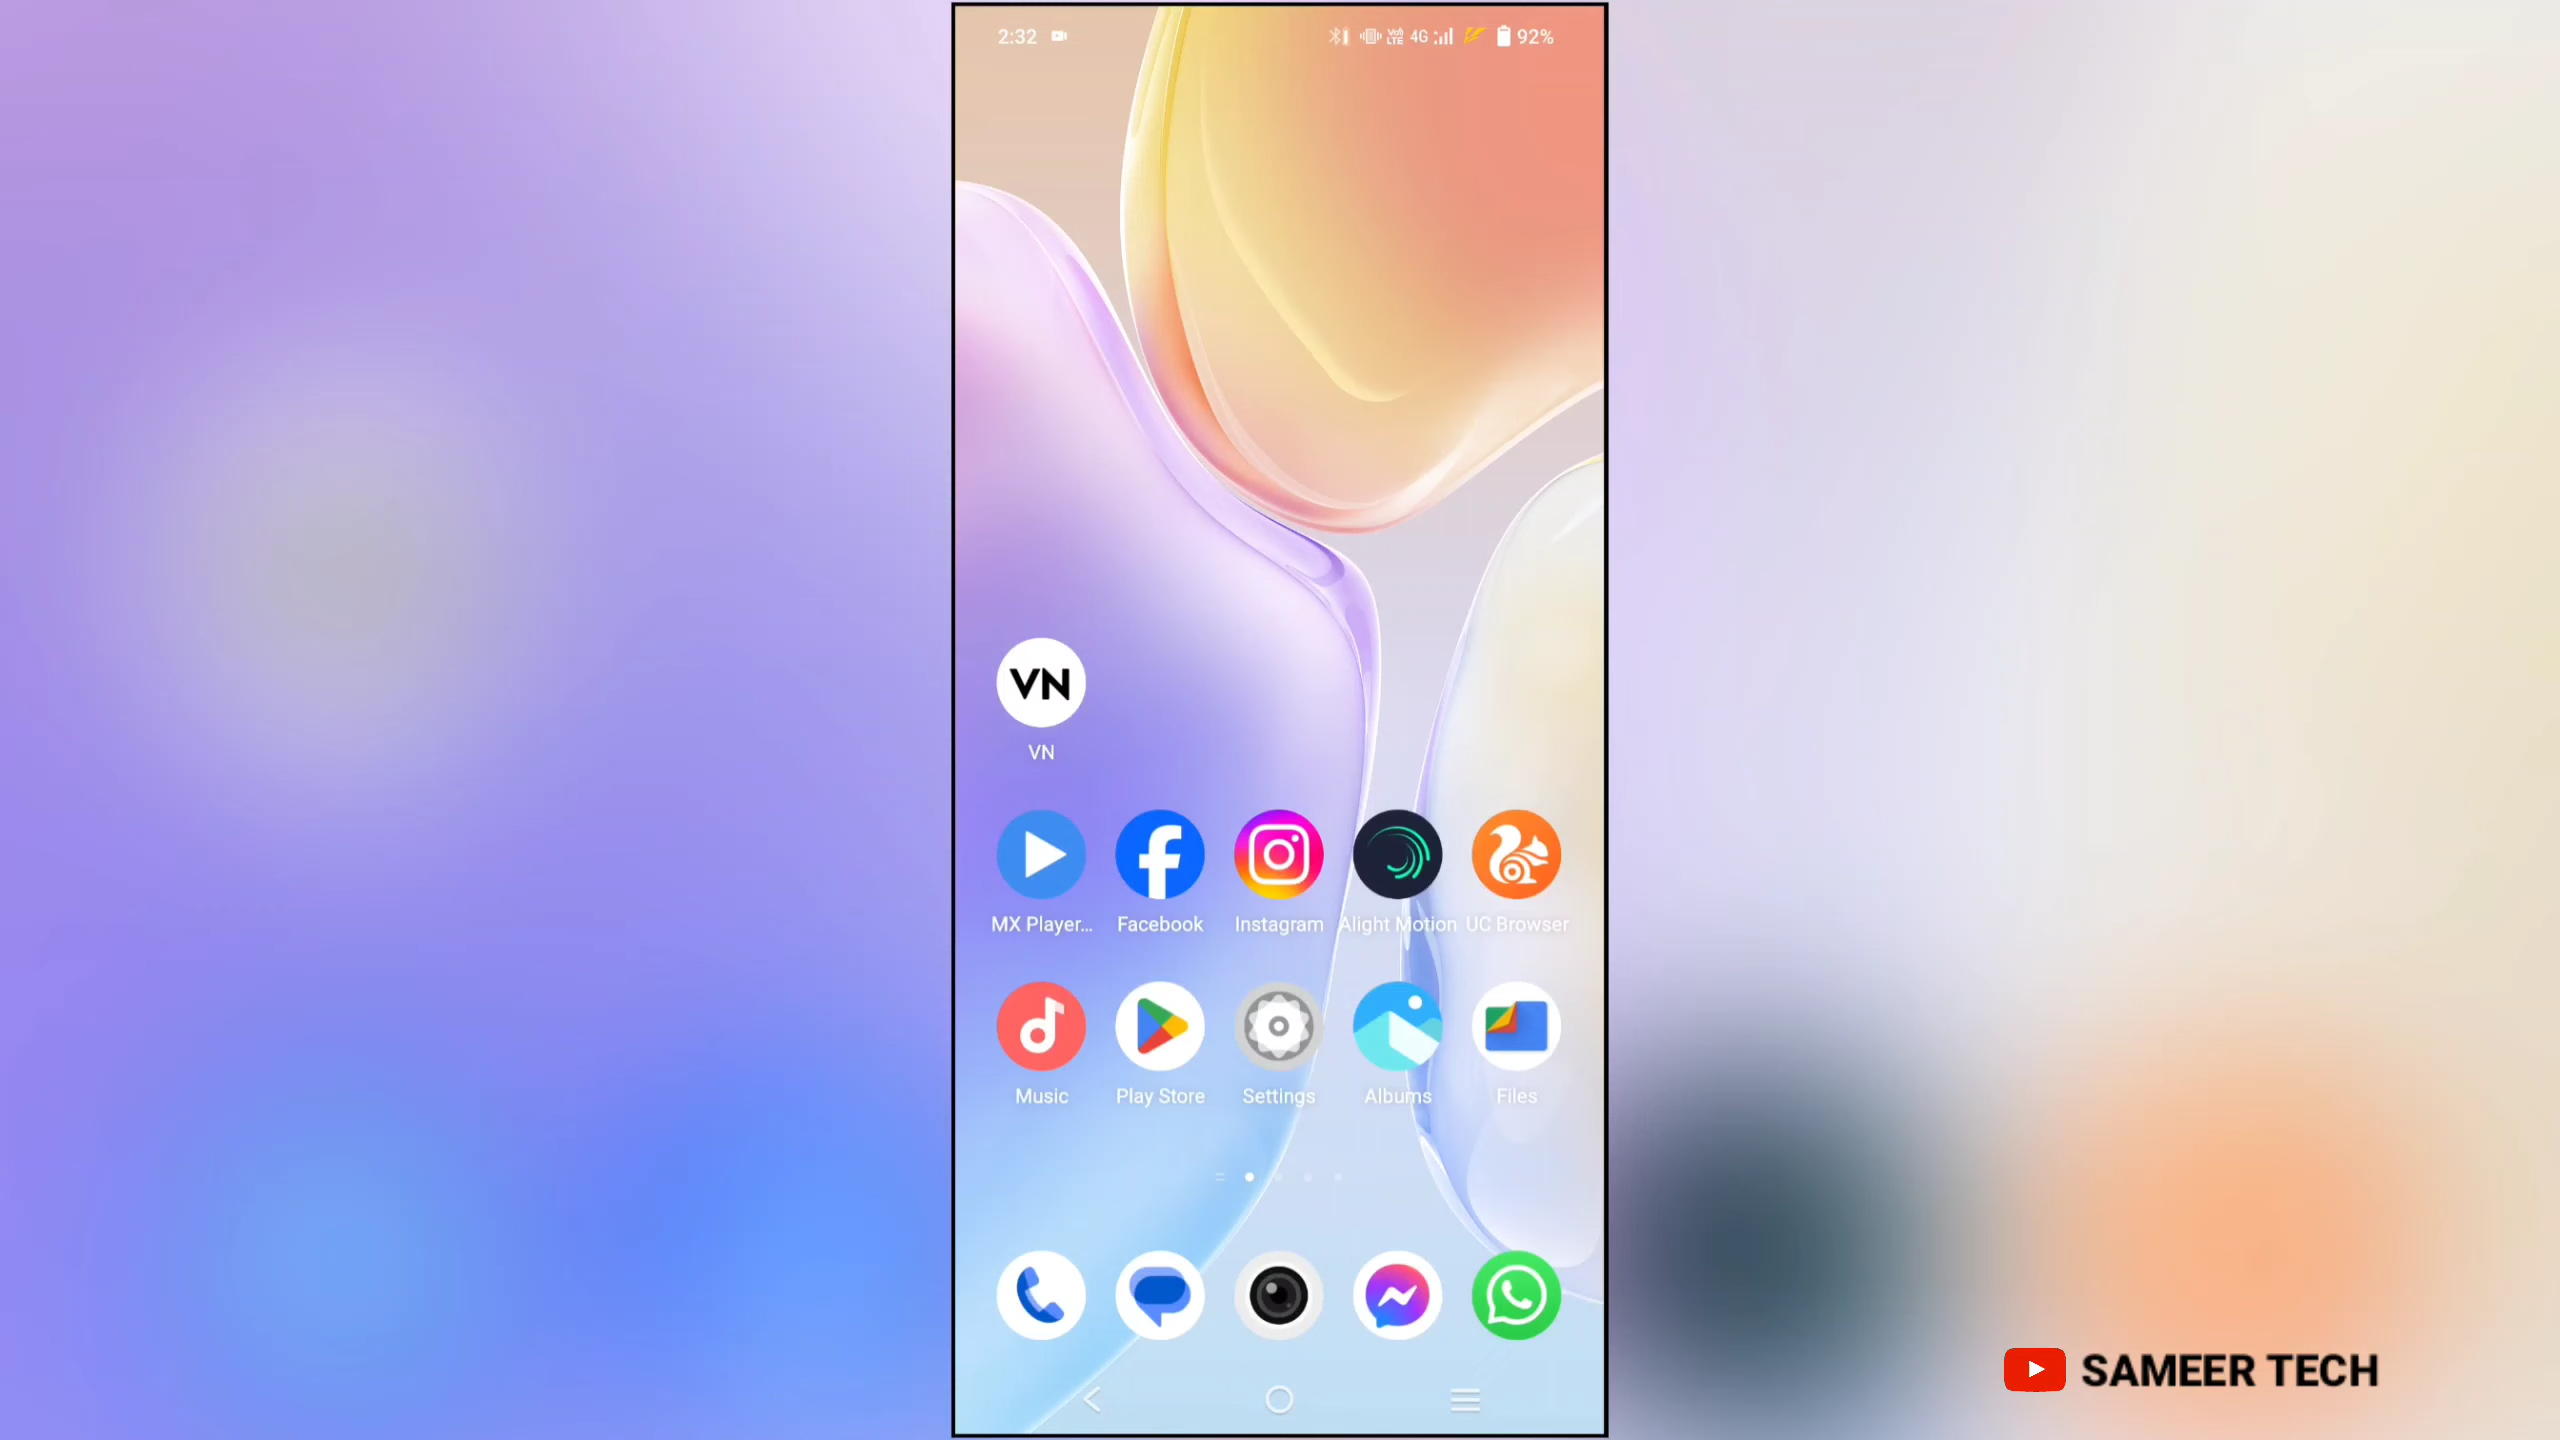 2:32 4G 92%
VN
VN
MX Player... Facebook Instagram Alight Motion UC Browser
Music Play Store Settings Albums Files
SAMEER TECH